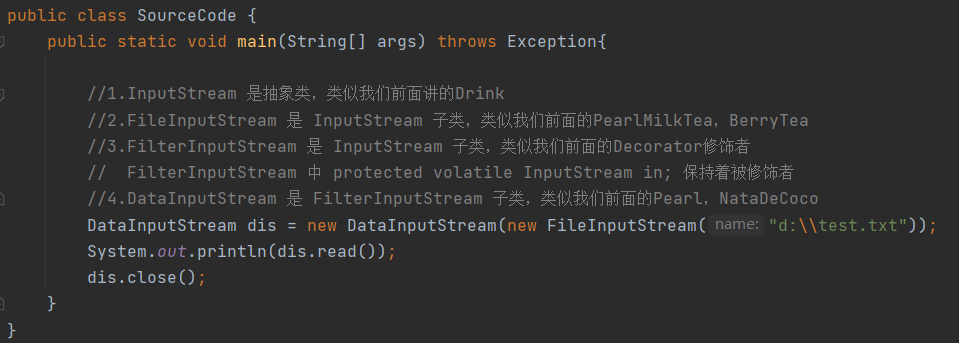 public class SourceCode {
public static void main(String[] args) throws Exception{
//1.InputStream 是抽象类，类似我们前面讲的Drink
//2.FileInputStream 是 InputStream 子类，类似我们前面的PearlMilkTea，BerryTea
//3.FilterInputStream 是 InputStream 子类，类似我们前面的Decorator修饰者
// FilterInputStream 中 protected volatile InputStream in; 保持着被修饰者
//4.DataInputStream 是 FilterInputStream 子类，类似我们前面的Pearl，NataDeCoco
DataInputStream dis = new DataInputStream(new FileInputStream( name: "d:\\test.txt"));
System.out.println(dis.read());
dis.close();
}
}